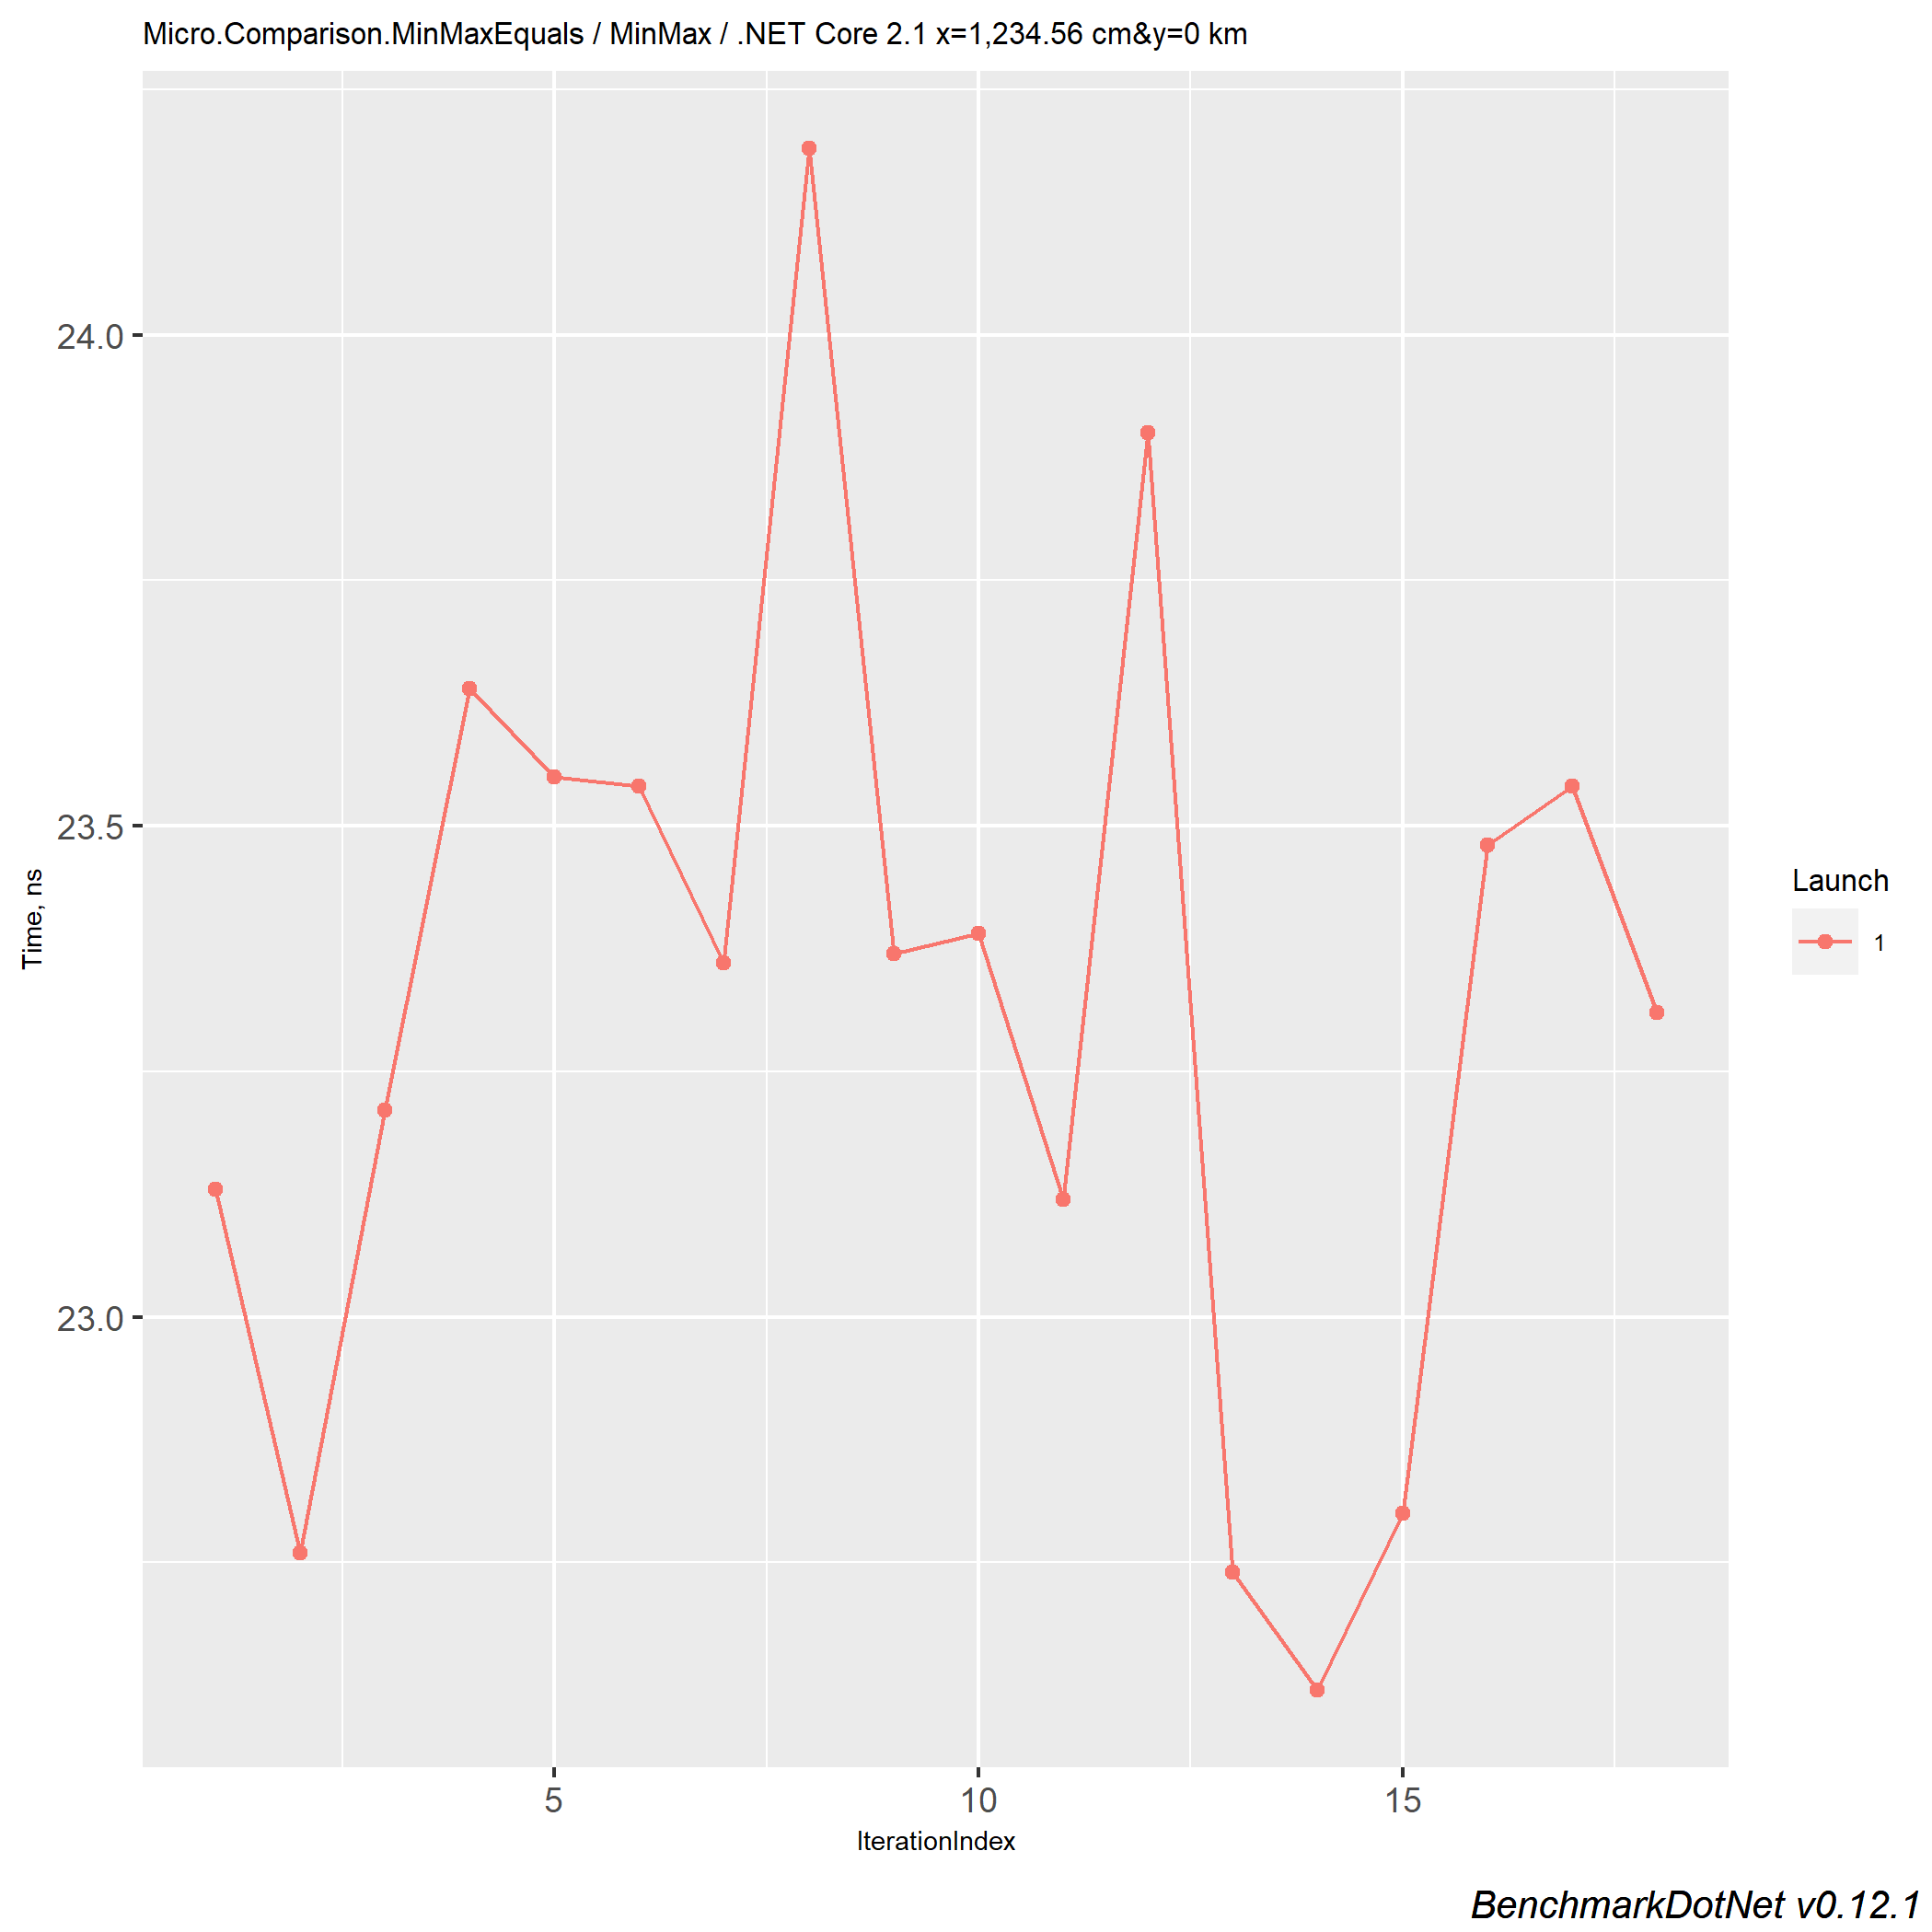 Micro.Comparison.MinMaxEquals / MinMax / .NET Core 2.1 x=1,234.56 cm&y=0 km
24.0
23.5
23.0
Time, ns
5 10 15
IterationIndex
Launch
1
BenchmarkDotNet v0.12.1